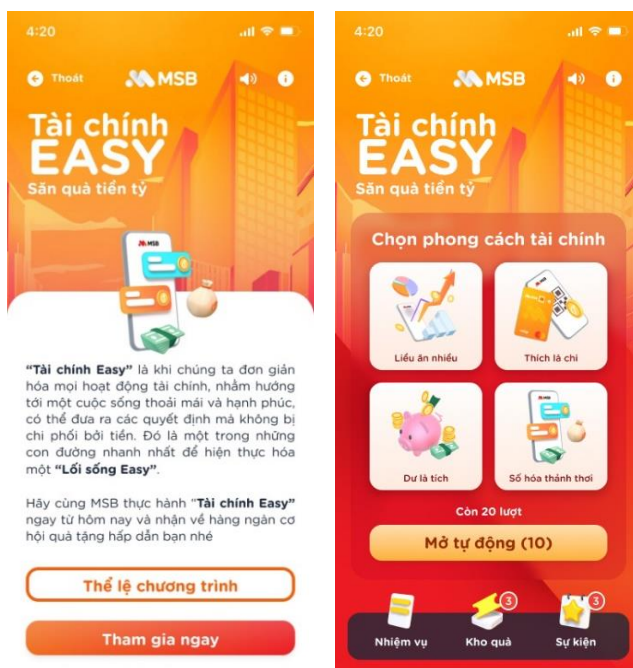 4:20
Thoát
MSB
Tài chính
EASY
Săn quà tiền tỷ
MSB
“Tài chính Easy” là khi chúng ta đơn giản
hóa mọi hoạt động tài chính, nhằm hướng
tới một cuộc sống thoải mái và hạnh phúc,
có thể đưa ra các quyết định mà không bị
chi phối bởi tiền. Đó là một trong những
con đường nhanh nhất để hiện thực hóa
một “Lối sống Easy”.
Hãy cùng MSB thực hành “Tài chính Easy”
ngay từ hôm nay và nhận về hàng ngàn cơ
hội quà tặng hấp dẫn bạn nhé
Thể lệ chương trình
Tham gia ngay
4:20
Thoát
MSB
Tài chính
EASY
Săn quà tiền tỷ
Chọn phong cách tài chính
Liều ăn nhiều
Thích là chi
MSB
Dư là tích
Số hóa thảnh thơi
Còn 20 lượt
Mở tự động (10)
3
3
Nhiệm vụ
Kho quà
Sự kiện